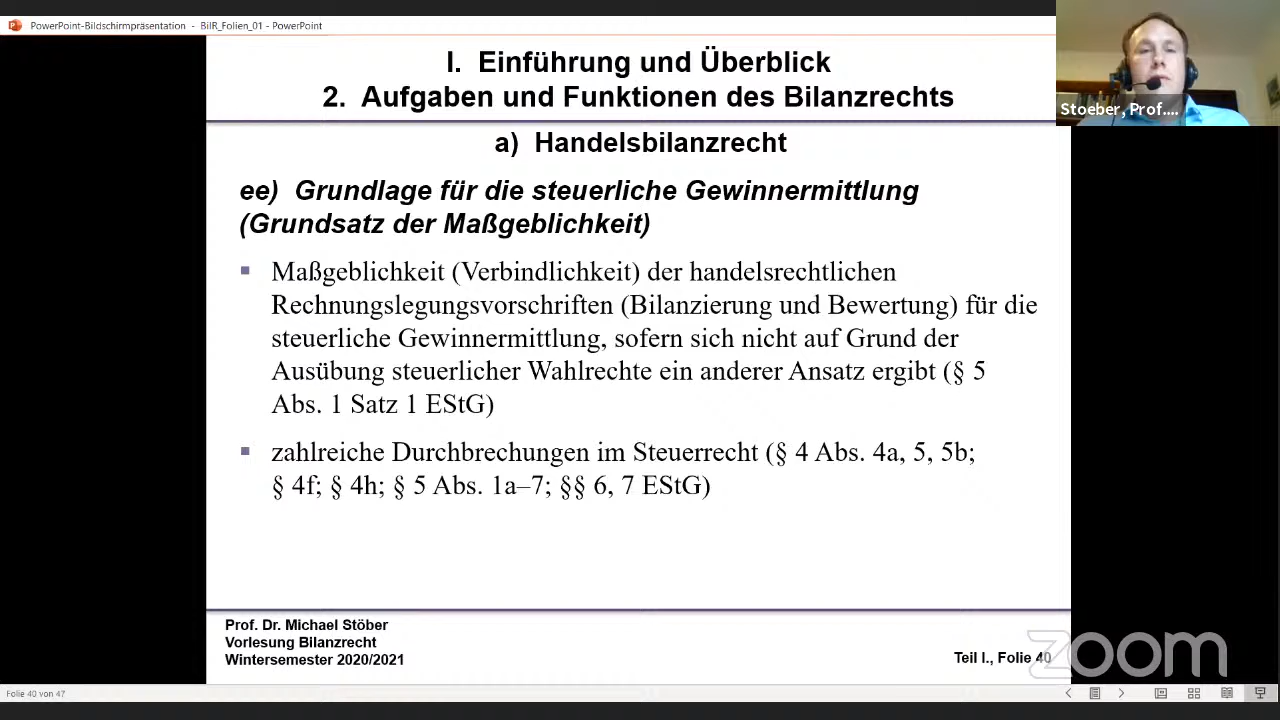 PowerPoint-Bildschirmpräsentation - BilR_Folien_01 - PowerPoint
I. Einführung und Überblick
2. Aufgaben und Funktionen des Bilanzrechts
Stoeber, Prof....
a) Handelsbilanzrecht
ee) Grundlage für die steuerliche Gewinnermittlung
(Grundsatz der Maßgeblichkeit)
▪ Maßgeblichkeit (Verbindlichkeit) der handelsrechtlichen
Rechnungslegungsvorschriften (Bilanzierung und Bewertung) für die
steuerliche Gewinnermittlung, sofern sich nicht auf Grund der
Ausübung steuerlicher Wahlrechte ein anderer Ansatz ergibt (§ 5
Abs. 1 Satz 1 EStG)
▪ zahlreiche Durchbrechungen im Steuerrecht (§ 4 Abs. 4a, 5, 5b;
§ 4f; § 4h; § 5 Abs. 1a–7; §§ 6, 7 EStG)
Prof. Dr. Michael Stöber
Vorlesung Bilanzrecht
Wintersemester 2020/2021
Teil I., Folie 40
zoom
Folie 40 von 47